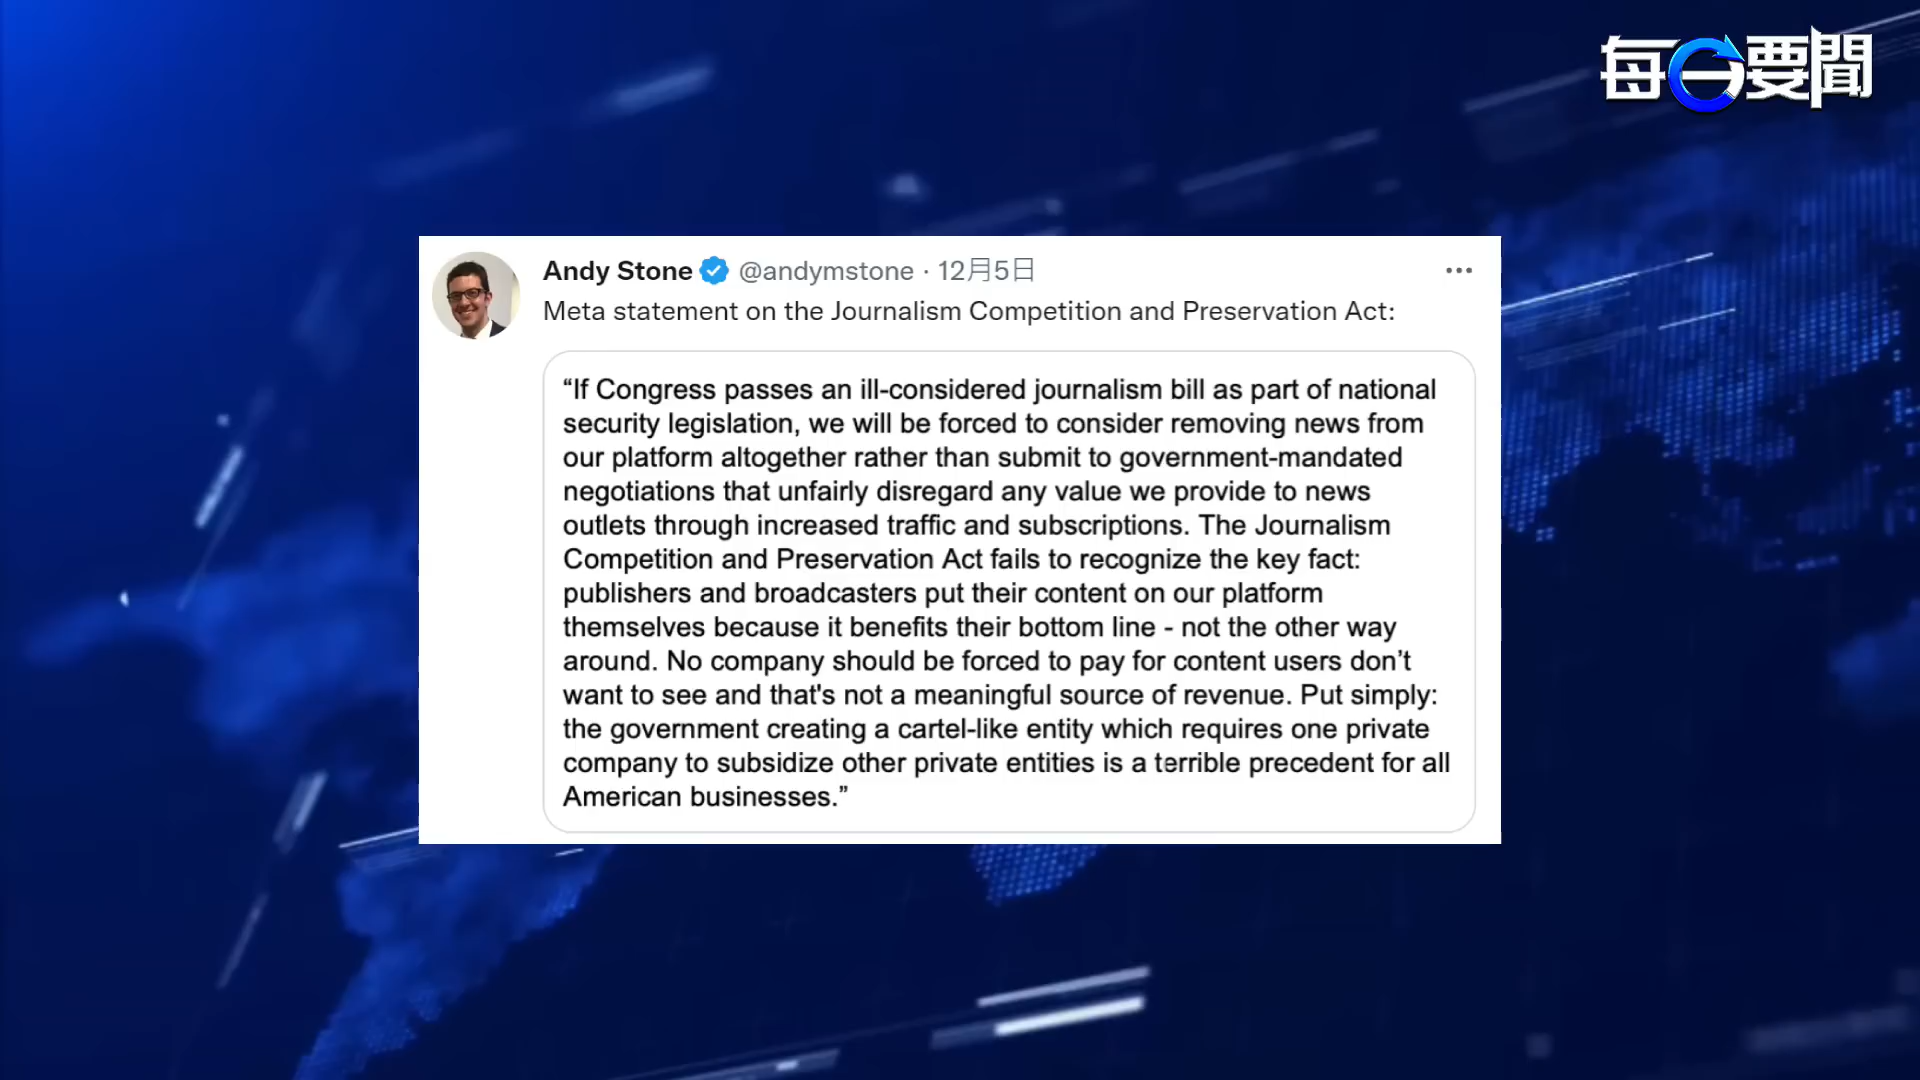 每日要聞
Andy Stone @andymstone · 12月5日
Meta statement on the Journalism Competition and Preservation Act:
“If Congress passes an ill-considered journalism bill as part of national
security legislation, we will be forced to consider removing news from
our platform altogether rather than submit to government-mandated
negotiations that unfairly disregard any value we provide to news
outlets through increased traffic and subscriptions. The Journalism
Competition and Preservation Act fails to recognize the key fact:
publishers and broadcasters put their content on our platform
themselves because it benefits their bottom line - not the other way
around. No company should be forced to pay for content users don’t
want to see and that's not a meaningful source of revenue. Put simply:
the government creating a cartel-like entity which requires one private
company to subsidize other private entities is a terrible precedent for all
American businesses.”